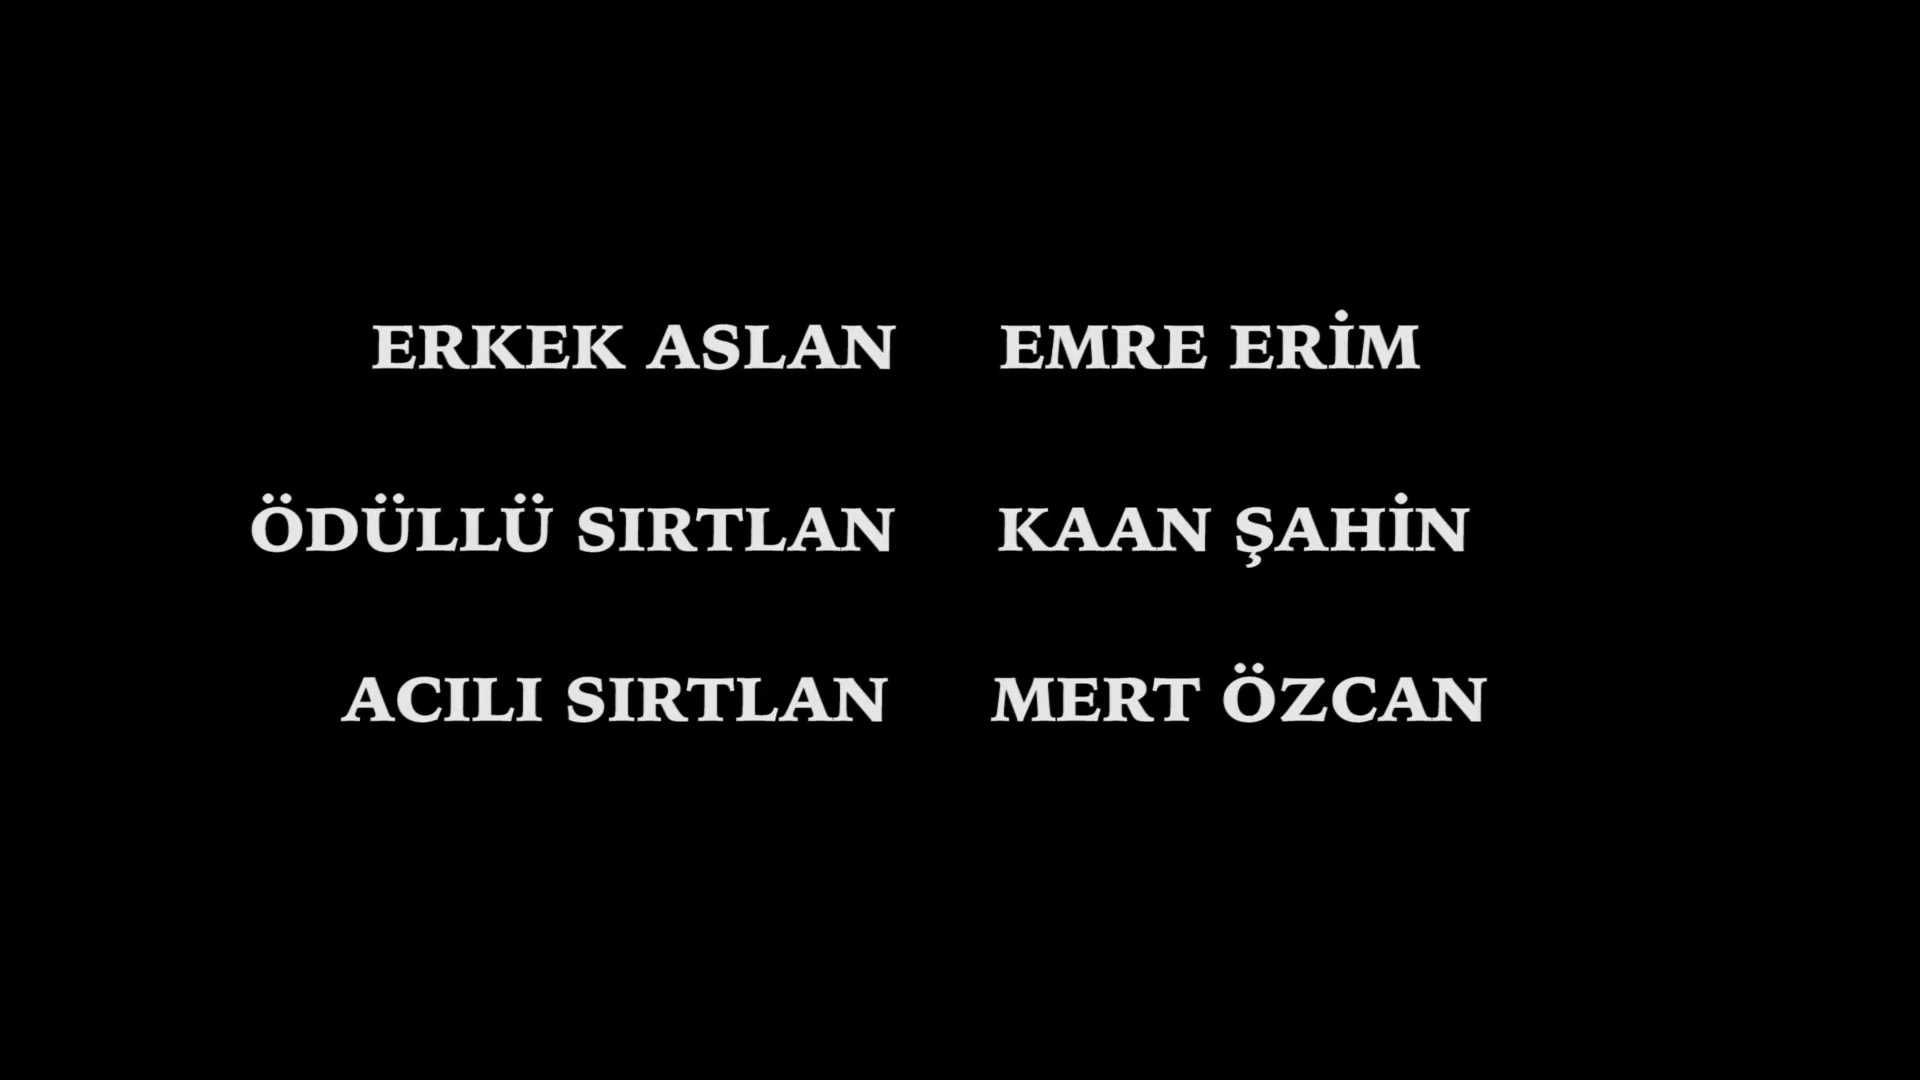 ERKEK ASLAN EMRE ERİM
ÖDÜLLÜ SIRTLAN KAAN ŞAHİN
ACILI SIRTLAN MERT ÖZCAN